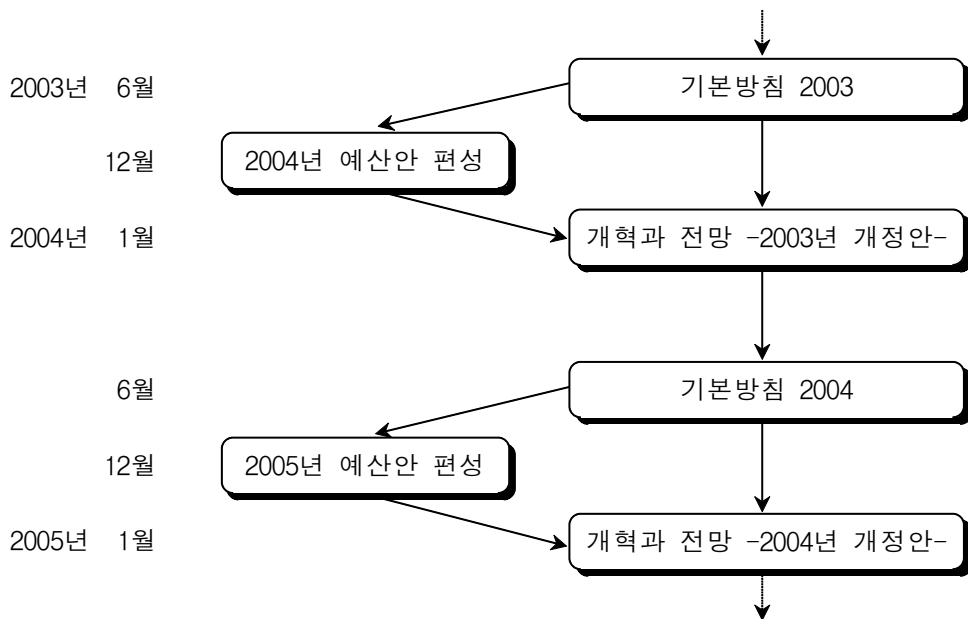 2003년 6월 기본방침 2003
12월 2004년 예산안 편성
2004년 1월 개혁과 전망 -2003년 개정안-
6월 기본방침 2004
12월 2005년 예산안 편성
2005년 1월 개혁과 전망 -2004년 개정안-